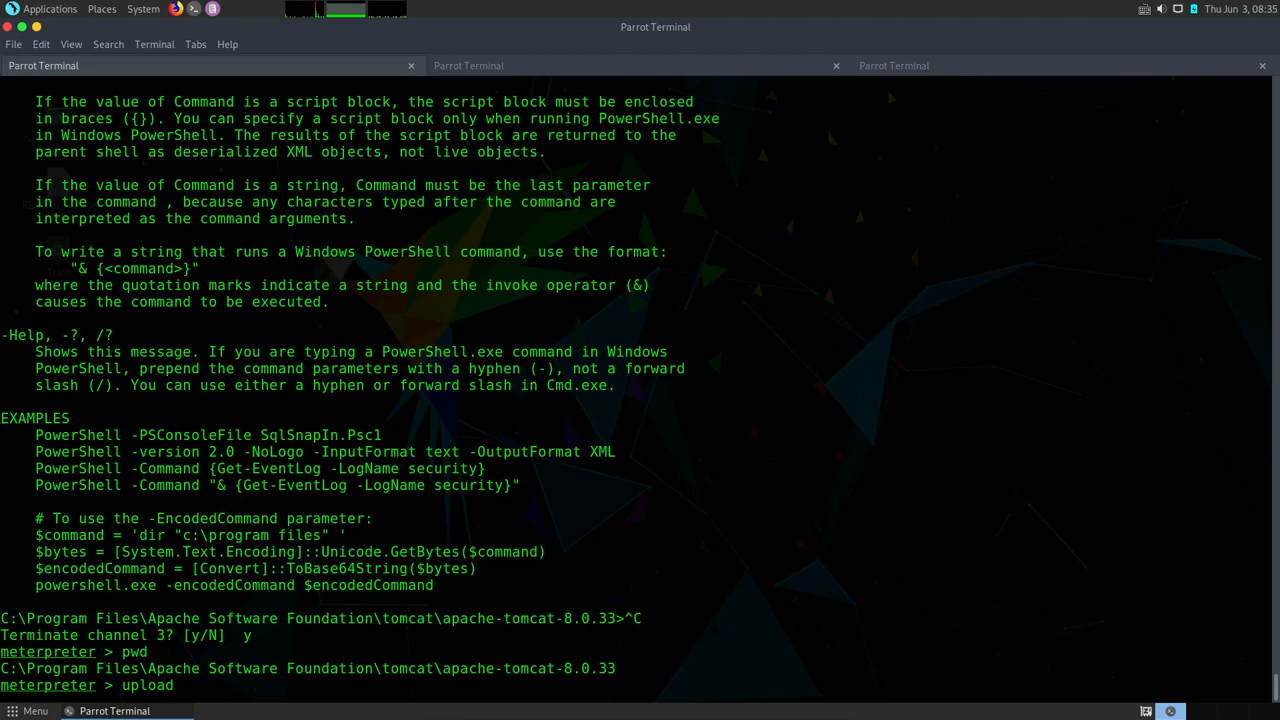 Applications Places System Thu Jun 3, 08:35
Parrot Terminal
File Edit View Search Terminal Tabs Help
Parrot Terminal × Parrot Terminal × Parrot Terminal ×
If the value of Command is a script block, the script block must be enclosed
in braces ({}). You can specify a script block only when running PowerShell.exe
in Windows PowerShell. The results of the script block are returned to the
parent shell as deserialized XML objects, not live objects.
If the value of Command is a string, Command must be the last parameter
in the command , because any characters typed after the command are
interpreted as the command arguments.
To write a string that runs a Windows PowerShell command, use the format:
"& {<command>}"
where the quotation marks indicate a string and the invoke operator (&)
causes the command to be executed.
-Help, -?, /?
Shows this message. If you are typing a PowerShell.exe command in Windows
PowerShell, prepend the command parameters with a hyphen (-), not a forward
slash (/). You can use either a hyphen or forward slash in Cmd.exe.
EXAMPLES
PowerShell -PSConsoleFile SqlSnapIn.Psc1
PowerShell -version 2.0 -NoLogo -InputFormat text -OutputFormat XML
PowerShell -Command {Get-EventLog -LogName security}
PowerShell -Command "& {Get-EventLog -LogName security}"
# To use the -EncodedCommand parameter:
$command = 'dir "c:\program files" '
$bytes = [System.Text.Encoding]::Unicode.GetBytes($command)
$encodedCommand = [Convert]::ToBase64String($bytes)
powershell.exe -encodedCommand $encodedCommand
C:\Program Files\Apache Software Foundation\tomcat\apache-tomcat-8.0.33>^C
Terminate channel 3? [y/N]  y
meterpreter > pwd
C:\Program Files\Apache Software Foundation\tomcat\apache-tomcat-8.0.33
meterpreter > upload
Menu Parrot Terminal